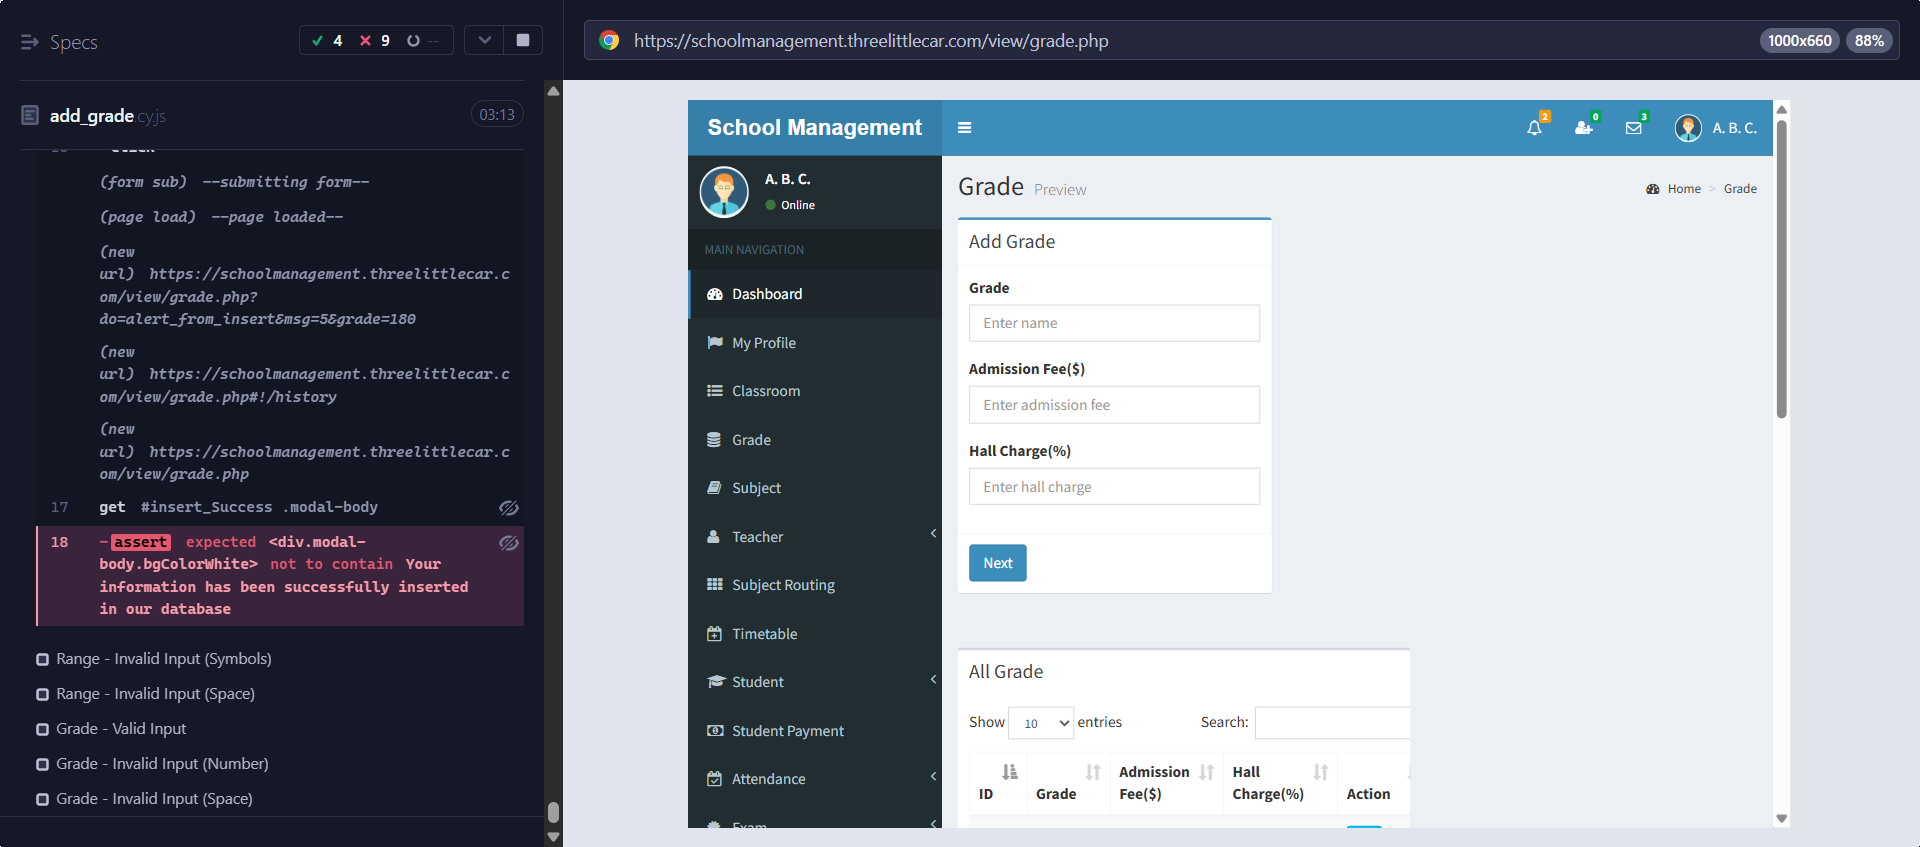 Specs
4 9 --
https://schoolmanagement.threelittlecar.com/view/grade.php
1000x660 88%
add_grade.cy.js
03:13
(form sub) --submitting form--
(page load) --page loaded--
(new
url) https://schoolmanagement.threelittlecar.c
om/view/grade.php?
do=alert_from_insert&msg=5&grade=180
(new
url) https://schoolmanagement.threelittlecar.c
om/view/grade.php#!/history
(new
url) https://schoolmanagement.threelittlecar.c
om/view/grade.php
17 get #insert_Success .modal-body
18 -assert expected <div.modal-
body.bgColorWhite> not to contain Your
information has been successfully inserted
in our database
Range - Invalid Input (Symbols)
Range - Invalid Input (Space)
Grade - Valid Input
Grade - Invalid Input (Number)
Grade - Invalid Input (Space)
School Management
2
0
3
A. B. C.
A. B. C.
Online
MAIN NAVIGATION
Dashboard
My Profile
Classroom
Grade
Subject
Teacher
Subject Routing
Timetable
Student
Student Payment
Attendance
Exam
Grade Preview
Home > Grade
Add Grade
Grade
Enter name
Admission Fee($)
Enter admission fee
Hall Charge(%)
Enter hall charge
Next
All Grade
Show 10 entries
Search:
ID
Grade
Admission
Fee($)
Hall
Charge(%)
Action